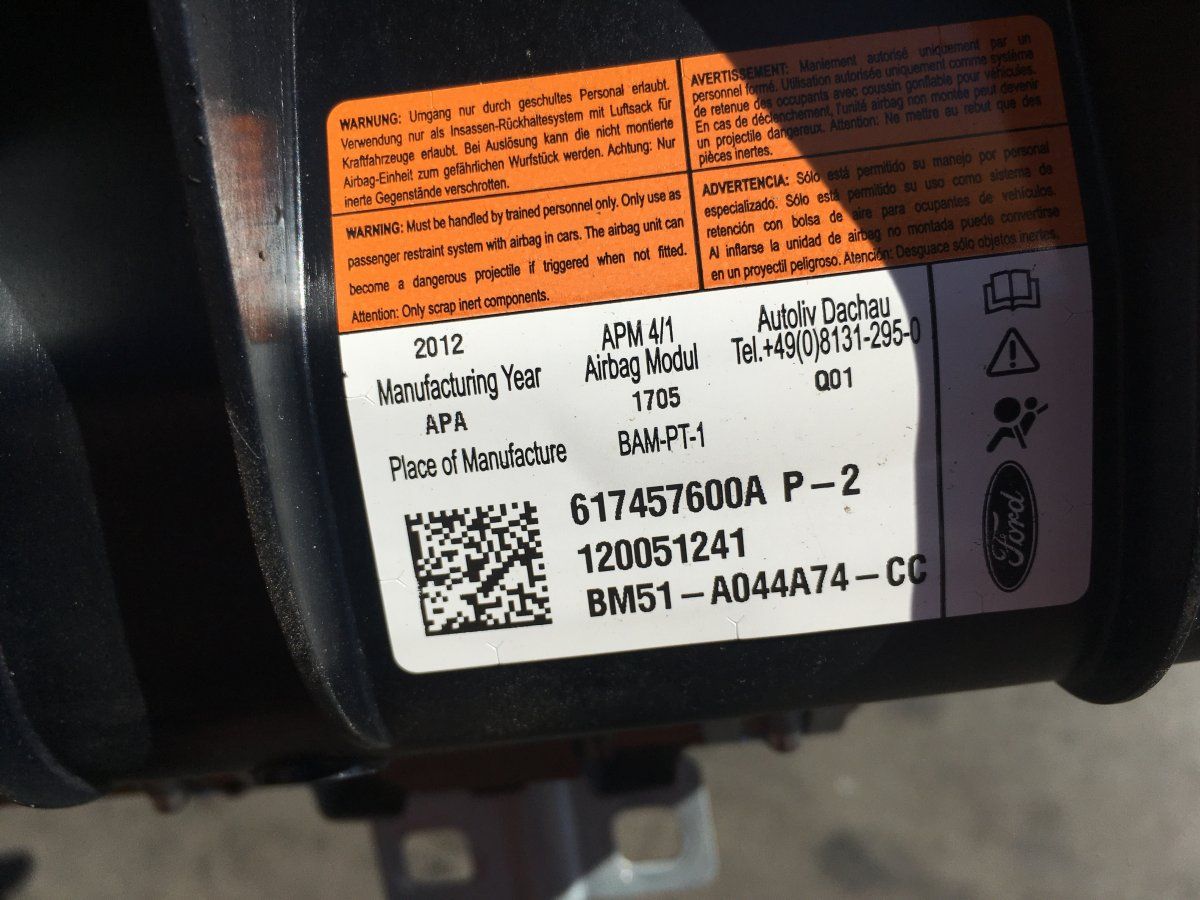 WARNUNG: Umgang nur durch geschultes Personal erlaubt.
Verwendung nur als Insassen-Rückhaltesystem mit Luftsack für
Kraftfahrzeuge erlaubt. Bei Auslösung kann die nicht montierte
Airbag-Einheit zum gefährlichen Wurfstück werden. Achtung: Nur
inerte Gegenstände verschrotten.
AVERTISSEMENT: Maniement autorisé uniquement par un
personnel formé. Utilisation autorisée uniquement comme système
de retenue des occupants avec coussin gonflable pour véhicules.
En cas de déclenchement, l'unité airbag non montée peut devenir
un projectile dangereux. Attention: Ne mettre au rebut que des
pièces inertes.
WARNING: Must be handled by trained personnel only. Only use as
passenger restraint system with airbag in cars. The airbag unit can
become a dangerous projectile if triggered when not fitted.
Attention: Only scrap inert components.
ADVERTENCIA: Sólo está permitido su manejo por personal
especializado. Sólo está permitido su uso como sistema de
retención con bolsa de aire para ocupantes de vehículos.
Al inflarse la unidad de airbag no montada puede convertirse
en un proyectil peligroso. Atención: Desguace sólo objetos inertes.
2012
Manufacturing Year
APA
Place of Manufacture
APM 4/1
Airbag Modul
1705
BAM-PT-1
Autoliv Dachau
Tel.+49(0)8131-295-0
Q01
617457600A P-2
120051241
BM51-A044A74-CC
Ford